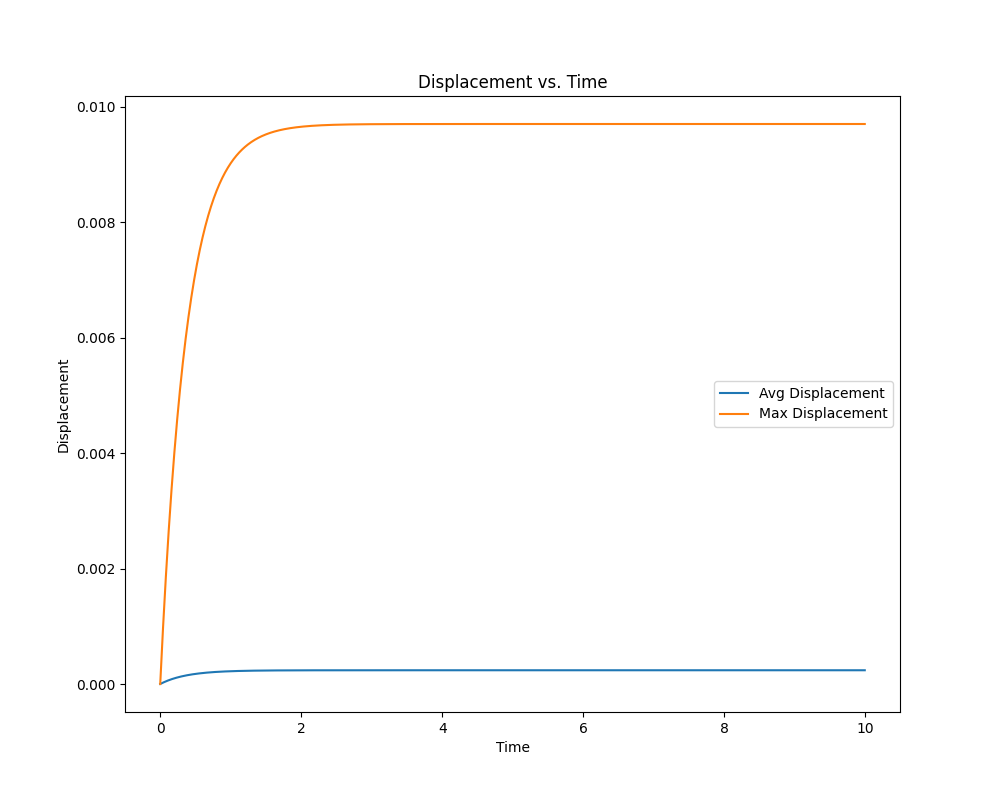 Displacement vs. Time
0.010
0.008
0.006
0.004
0.002
0.000
Displacement
Avg Displacement
Max Displacement
0 2 4 6 8 10
Time